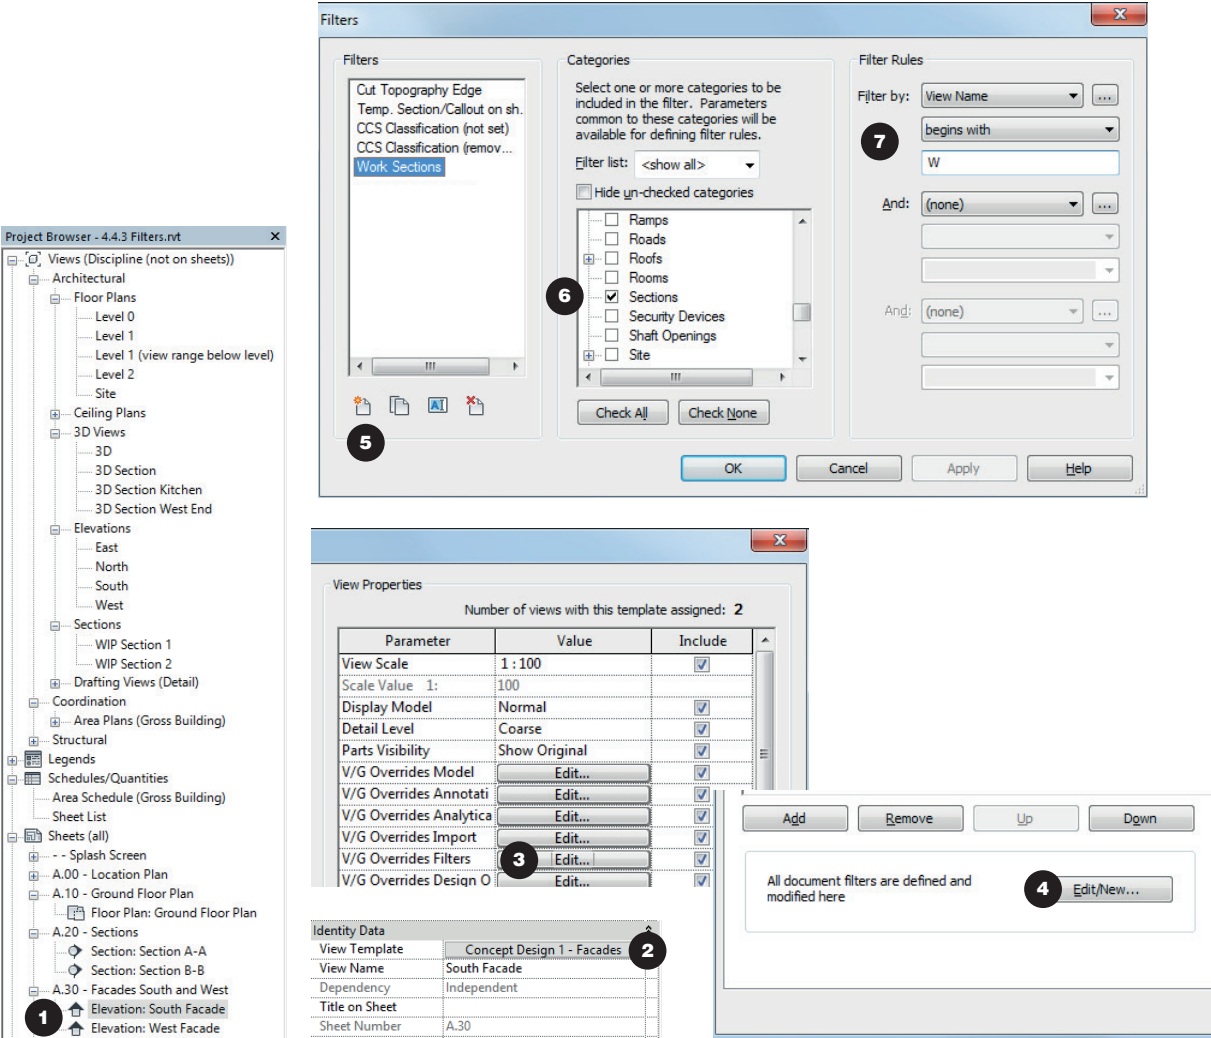 Filters
Filters
Cut Topography Edge
Temp. Section/Callout on sh.
CCS Classification (not set)
CCS Classification (remov...
Work Sections
5
Categories
Select one or more categories to be
included in the filter. Parameters
common to these categories will be
available for defining filter rules.
Filter list: <show all>
Hide un-checked categories
Ramps
Roads
Roofs
Rooms
6 Sections
Security Devices
Shaft Openings
Site
Check All Check None
Filter Rules
Filter by: View Name ...
7 begins with
W
And: (none) ...
And: (none) ...
OK Cancel Apply Help
Project Browser - 4.4.3 Filters.rvt
Views (Discipline (not on sheets))
Architectural
Floor Plans
Level 0
Level 1
Level 1 (view range below level)
Level 2
Site
Ceiling Plans
3D Views
3D
3D Section
3D Section Kitchen
3D Section West End
Elevations
East
North
South
West
Sections
WIP Section 1
WIP Section 2
Drafting Views (Detail)
Coordination
Area Plans (Gross Building)
Structural
Legends
Schedules/Quantities
Area Schedule (Gross Building)
Sheet List
Sheets (all)
- - Splash Screen
A.00 - Location Plan
A.10 - Ground Floor Plan
Floor Plan: Ground Floor Plan
A.20 - Sections
Section: Section A-A
Section: Section B-B
A.30 - Facades South and West
1 Elevation: South Facade
Elevation: West Facade
View Properties
Number of views with this template assigned: 2
Parameter Value Include
View Scale 1 : 100
Scale Value 1: 100
Display Model Normal
Detail Level Coarse
Parts Visibility Show Original
V/G Overrides Model Edit...
V/G Overrides Annotati Edit...
V/G Overrides Analytica Edit...
V/G Overrides Import Edit...
V/G Overrides Filters 3 Edit...
V/G Overrides Design O Edit...
Identity Data
View Template Concept Design 1 - Facades 2
View Name South Facade
Dependency Independent
Title on Sheet
Sheet Number A.30
Add Remove Up Down
All document filters are defined and
modified here
4 Edit/New...